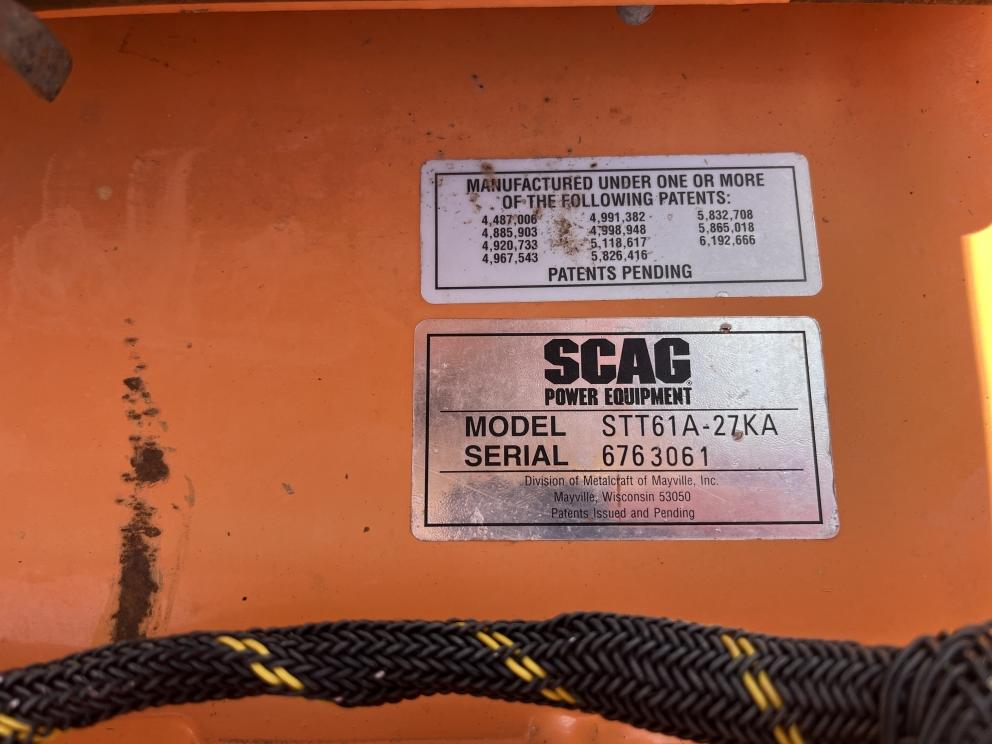 MANUFACTURED UNDER ONE OR MORE
OF THE FOLLOWING PATENTS:
4,487,006 4,991,382 5,832,708
4,885,903 4,998,948 5,865,018
4,920,733 5,118,617 6,192,666
4,967,543 5,826,416
PATENTS PENDING
SCAG®
POWER EQUIPMENT
MODEL STT61A-27KA
SERIAL 6763061
Division of Metalcraft of Mayville, Inc.
Mayville, Wisconsin 53050
Patents Issued and Pending